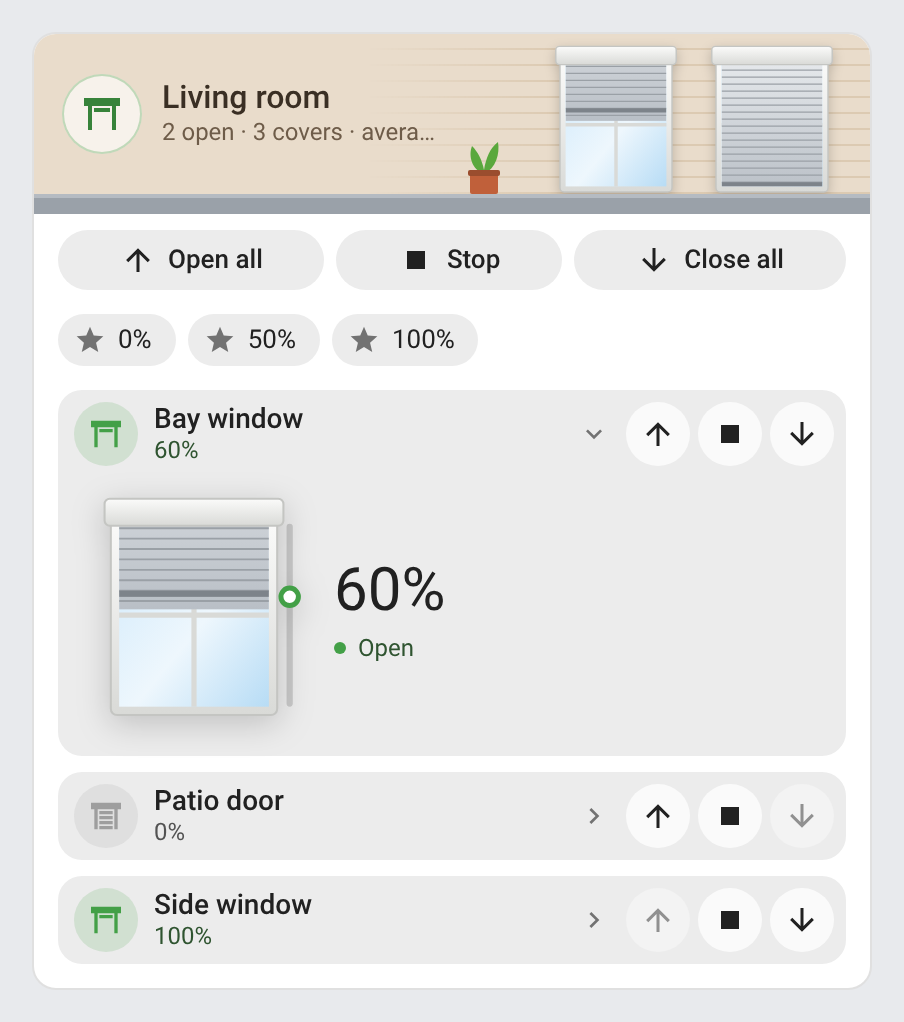 Living room
2 open · 3 covers · avera…
Open all
Stop
Close all
0%
50%
100%
Bay window
60%
60%
Open
Patio door
0%
Side window
100%